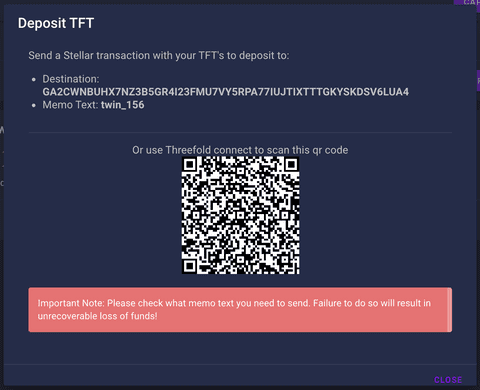 Deposit TFT
Send a Stellar transaction with your TFT's to deposit to:
Destination:
GA2CWNBUHX7NZ3B5GR4I23FMU7VY5RPA77IUJTIXTTTGKYSKDSV6LUA4
Memo Text: twin_156
Or use Threefold connect to scan this qr code
Important Note: Please check what memo text you need to send. Failure to do so will result in
unrecoverable loss of funds!
CLOSE